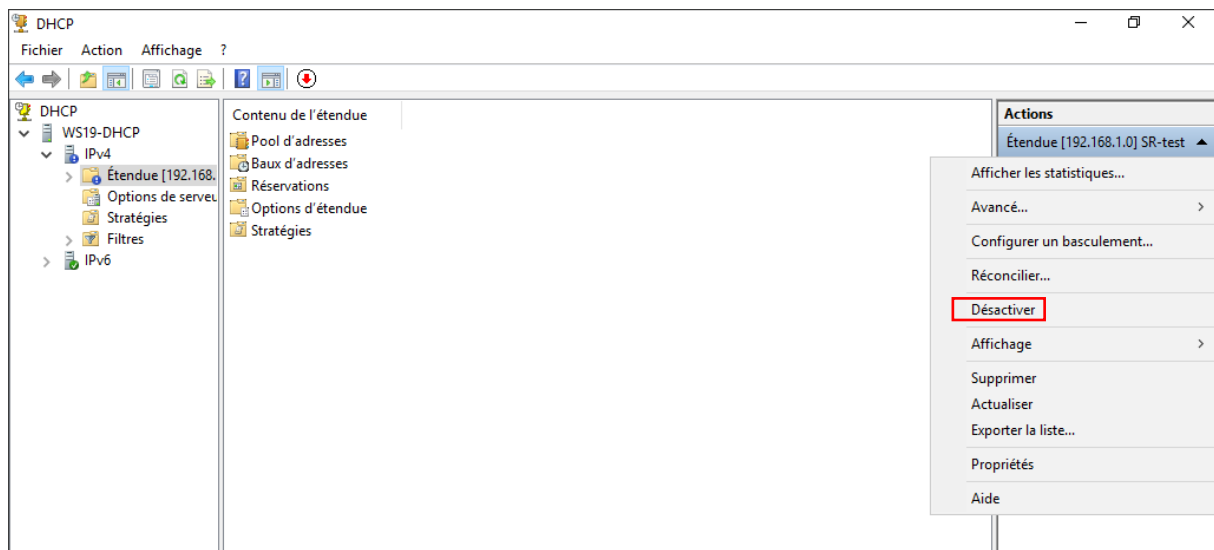 DHCP
Fichier Action Affichage ?
DHCP
WS19-DHCP
IPv4
Étendue [192.168.
Options de serveu
Stratégies
Filtres
IPv6
Contenu de l'étendue
Pool d'adresses
Baux d'adresses
Réservations
Options d'étendue
Stratégies
Actions
Étendue [192.168.1.0] SR-test
Afficher les statistiques...
Avancé...
Configurer un basculement...
Réconcilier...
Désactiver
Affichage
Supprimer
Actualiser
Exporter la liste...
Propriétés
Aide